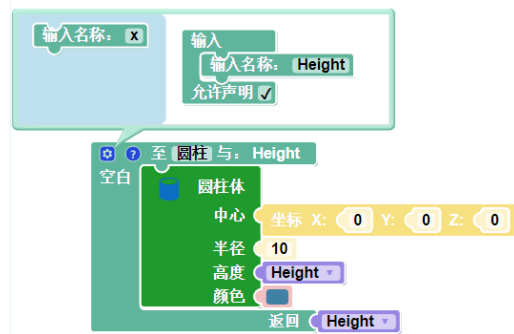 输入名称： x
输入
输入名称： Height
允许声明
? 至 圆柱 与： Height
空白
圆柱体
中心 坐标 X: 0 Y: 0 Z: 0
半径 10
高度 Height
颜色
返回 Height